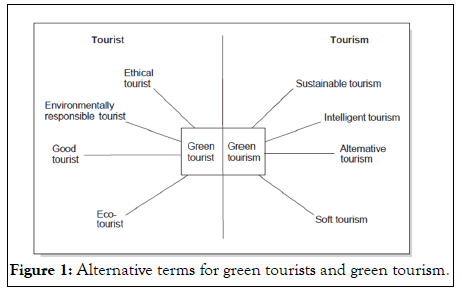 Tourist
Tourism
Ethical
tourist
Sustainable tourism
Environmentally
responsible tourist
Intelligent tourism
Good
tourist
Green
tourist
Green
tourism
Alternative
tourism
Eco-
tourist
Soft tourism
Figure 1: Alternative terms for green tourists and green tourism.